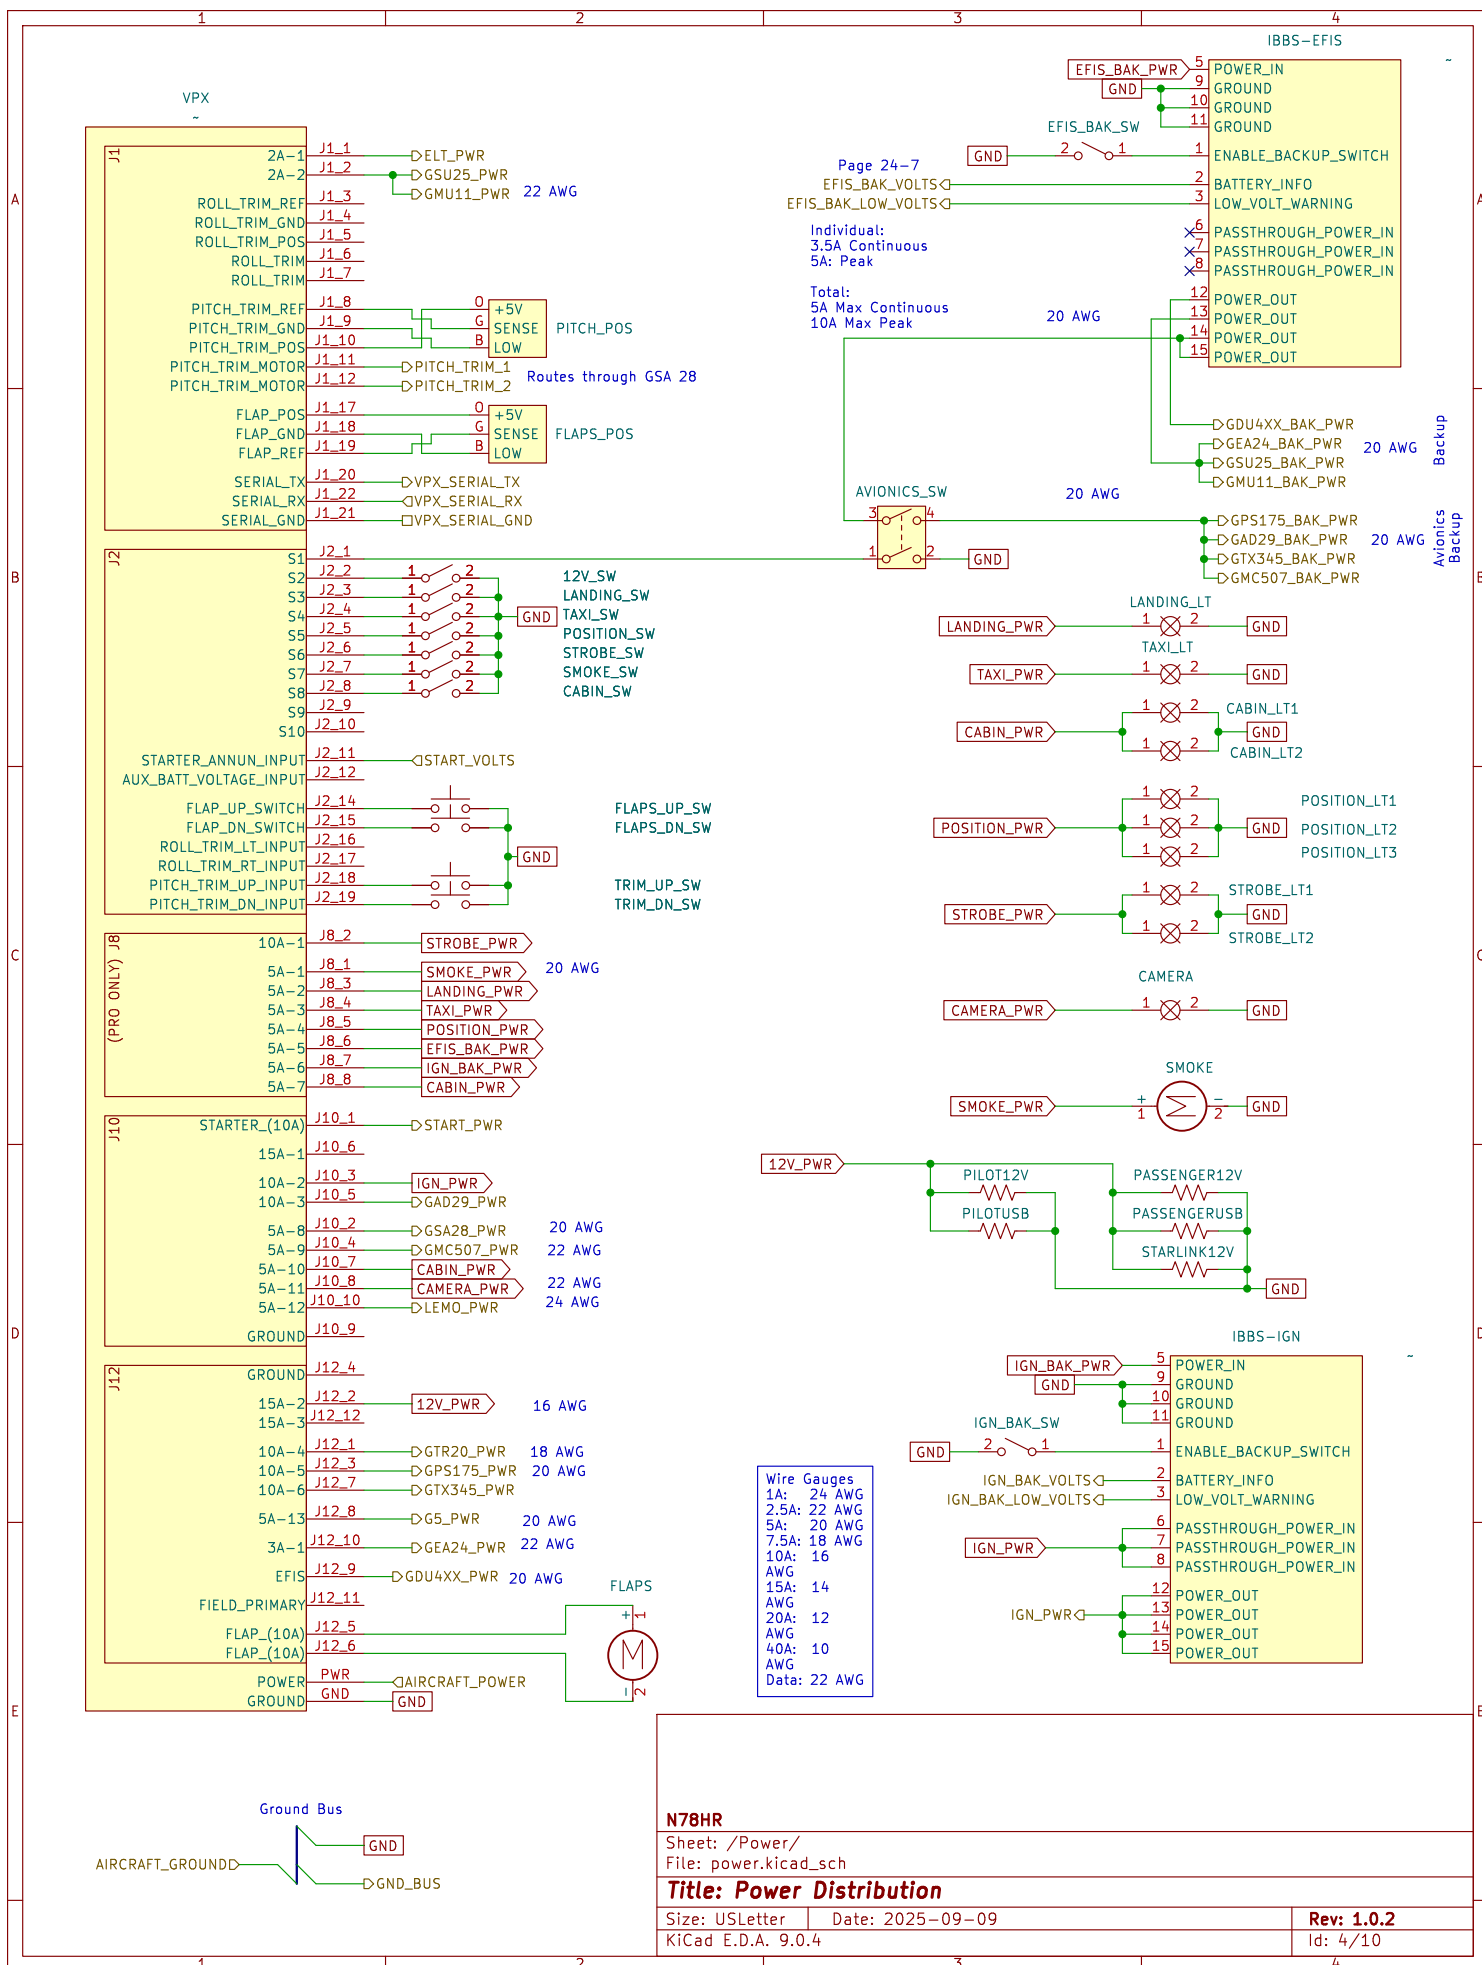 1 2 3 4
A
B
C
D
E
VPX
~
J1
2A-1 J1_1 ELT_PWR
2A-2 J1_2 GSU25_PWR
GMU11_PWR 22 AWG
ROLL_TRIM_REF J1_3
ROLL_TRIM_GND J1_4
ROLL_TRIM_POS J1_5
ROLL_TRIM J1_6
ROLL_TRIM J1_7
PITCH_TRIM_REF J1_8 O +5V
PITCH_TRIM_GND J1_9 G SENSE PITCH_POS
PITCH_TRIM_POS J1_10 B LOW
PITCH_TRIM_MOTOR J1_11 PITCH_TRIM_1
PITCH_TRIM_MOTOR J1_12 PITCH_TRIM_2
Routes through GSA 28
FLAP_POS J1_17 O +5V
FLAP_GND J1_18 G SENSE FLAPS_POS
FLAP_REF J1_19 B LOW
SERIAL_TX J1_20 VPX_SERIAL_TX
SERIAL_RX J1_22 VPX_SERIAL_RX
SERIAL_GND J1_21 VPX_SERIAL_GND
J2
S1 J2_1
S2 J2_2 1 2 12V_SW
S3 J2_3 1 2 LANDING_SW
S4 J2_4 1 2 GND TAXI_SW
S5 J2_5 1 2 POSITION_SW
S6 J2_6 1 2 STROBE_SW
S7 J2_7 1 2 SMOKE_SW
S8 J2_8 1 2 CABIN_SW
S9 J2_9
S10 J2_10
STARTER_ANNUN_INPUT J2_11 START_VOLTS
AUX_BATT_VOLTAGE_INPUT J2_12
FLAP_UP_SWITCH J2_14 FLAPS_UP_SW
FLAP_DN_SWITCH J2_15 FLAPS_DN_SW
ROLL_TRIM_LT_INPUT J2_16
GND
ROLL_TRIM_RT_INPUT J2_17
PITCH_TRIM_UP_INPUT J2_18 TRIM_UP_SW
PITCH_TRIM_DN_INPUT J2_19 TRIM_DN_SW
(PRO ONLY) J8
10A-1 J8_2 STROBE_PWR
5A-1 J8_1 SMOKE_PWR 20 AWG
5A-2 J8_3 LANDING_PWR
5A-3 J8_4 TAXI_PWR
5A-4 J8_5 POSITION_PWR
5A-5 J8_6 EFIS_BAK_PWR
5A-6 J8_7 IGN_BAK_PWR
5A-7 J8_8 CABIN_PWR
J10
STARTER_(10A) J10_1 START_PWR
15A-1 J10_6
10A-2 J10_3 IGN_PWR
10A-3 J10_5 GAD29_PWR
5A-8 J10_2 GSA28_PWR 20 AWG
5A-9 J10_4 GMC507_PWR 22 AWG
5A-10 J10_7 CABIN_PWR
5A-11 J10_8 CAMERA_PWR 22 AWG
5A-12 J10_10 LEMO_PWR 24 AWG
GROUND J10_9
J12
GROUND J12_4
15A-2 J12_2 12V_PWR 16 AWG
15A-3 J12_12
10A-4 J12_1 GTR20_PWR 18 AWG
10A-5 J12_3 GPS175_PWR 20 AWG
10A-6 J12_7 GTX345_PWR
5A-13 J12_8 G5_PWR 20 AWG
3A-1 J12_10 GEA24_PWR 22 AWG
EFIS J12_9 GDU4XX_PWR 20 AWG
FIELD_PRIMARY J12_11
FLAP_(10A) J12_5
FLAP_(10A) J12_6
FLAPS
+ 1
M
- 2
POWER PWR AIRCRAFT_POWER
GROUND GND GND
Ground Bus
GND
AIRCRAFT_GROUND
GND_BUS
IBBS-EFIS
~
EFIS_BAK_PWR 5 POWER_IN
GND 9 GROUND
10 GROUND
11 GROUND
EFIS_BAK_SW
GND 2 1 1 ENABLE_BACKUP_SWITCH
Page 24-7
EFIS_BAK_VOLTS 2 BATTERY_INFO
EFIS_BAK_LOW_VOLTS 3 LOW_VOLT_WARNING
6 PASSTHROUGH_POWER_IN
7 PASSTHROUGH_POWER_IN
8 PASSTHROUGH_POWER_IN
Individual:
3.5A Continuous
5A: Peak
Total:
5A Max Continuous
10A Max Peak
20 AWG
12 POWER_OUT
13 POWER_OUT
14 POWER_OUT
15 POWER_OUT
GDU4XX_BAK_PWR
GEA24_BAK_PWR
GSU25_BAK_PWR
GMU11_BAK_PWR
20 AWG
Backup
AVIONICS_SW
20 AWG
3 4
1 2 GND
GPS175_BAK_PWR
GAD29_BAK_PWR
GTX345_BAK_PWR
GMC507_BAK_PWR
20 AWG
Avionics
Backup
LANDING_LT
LANDING_PWR 1 2 GND
TAXI_LT
TAXI_PWR 1 2 GND
1 2 CABIN_LT1
CABIN_PWR GND
1 2 CABIN_LT2
1 2 POSITION_LT1
POSITION_PWR 1 2 GND POSITION_LT2
1 2 POSITION_LT3
1 2 STROBE_LT1
STROBE_PWR GND
1 2 STROBE_LT2
CAMERA
CAMERA_PWR 1 2 GND
SMOKE
SMOKE_PWR + 1 - 2 GND
12V_PWR
PILOT12V PASSENGER12V
PILOTUSB PASSENGERUSB
STARLINK12V
GND
IBBS-IGN
~
IGN_BAK_PWR 5 POWER_IN
GND 9 GROUND
10 GROUND
11 GROUND
IGN_BAK_SW
GND 2 1 1 ENABLE_BACKUP_SWITCH
IGN_BAK_VOLTS 2 BATTERY_INFO
IGN_BAK_LOW_VOLTS 3 LOW_VOLT_WARNING
6 PASSTHROUGH_POWER_IN
IGN_PWR 7 PASSTHROUGH_POWER_IN
8 PASSTHROUGH_POWER_IN
12 POWER_OUT
IGN_PWR 13 POWER_OUT
14 POWER_OUT
15 POWER_OUT
Wire Gauges
1A: 24 AWG
2.5A: 22 AWG
5A: 20 AWG
7.5A: 18 AWG
10A: 16
AWG
15A: 14
AWG
20A: 12
AWG
40A: 10
AWG
Data: 22 AWG
N78HR
Sheet: /Power/
File: power.kicad_sch
Title: Power Distribution
Size: USLetter Date: 2025-09-09 Rev: 1.0.2
KiCad E.D.A. 9.0.4 Id: 4/10
1 2 3 4